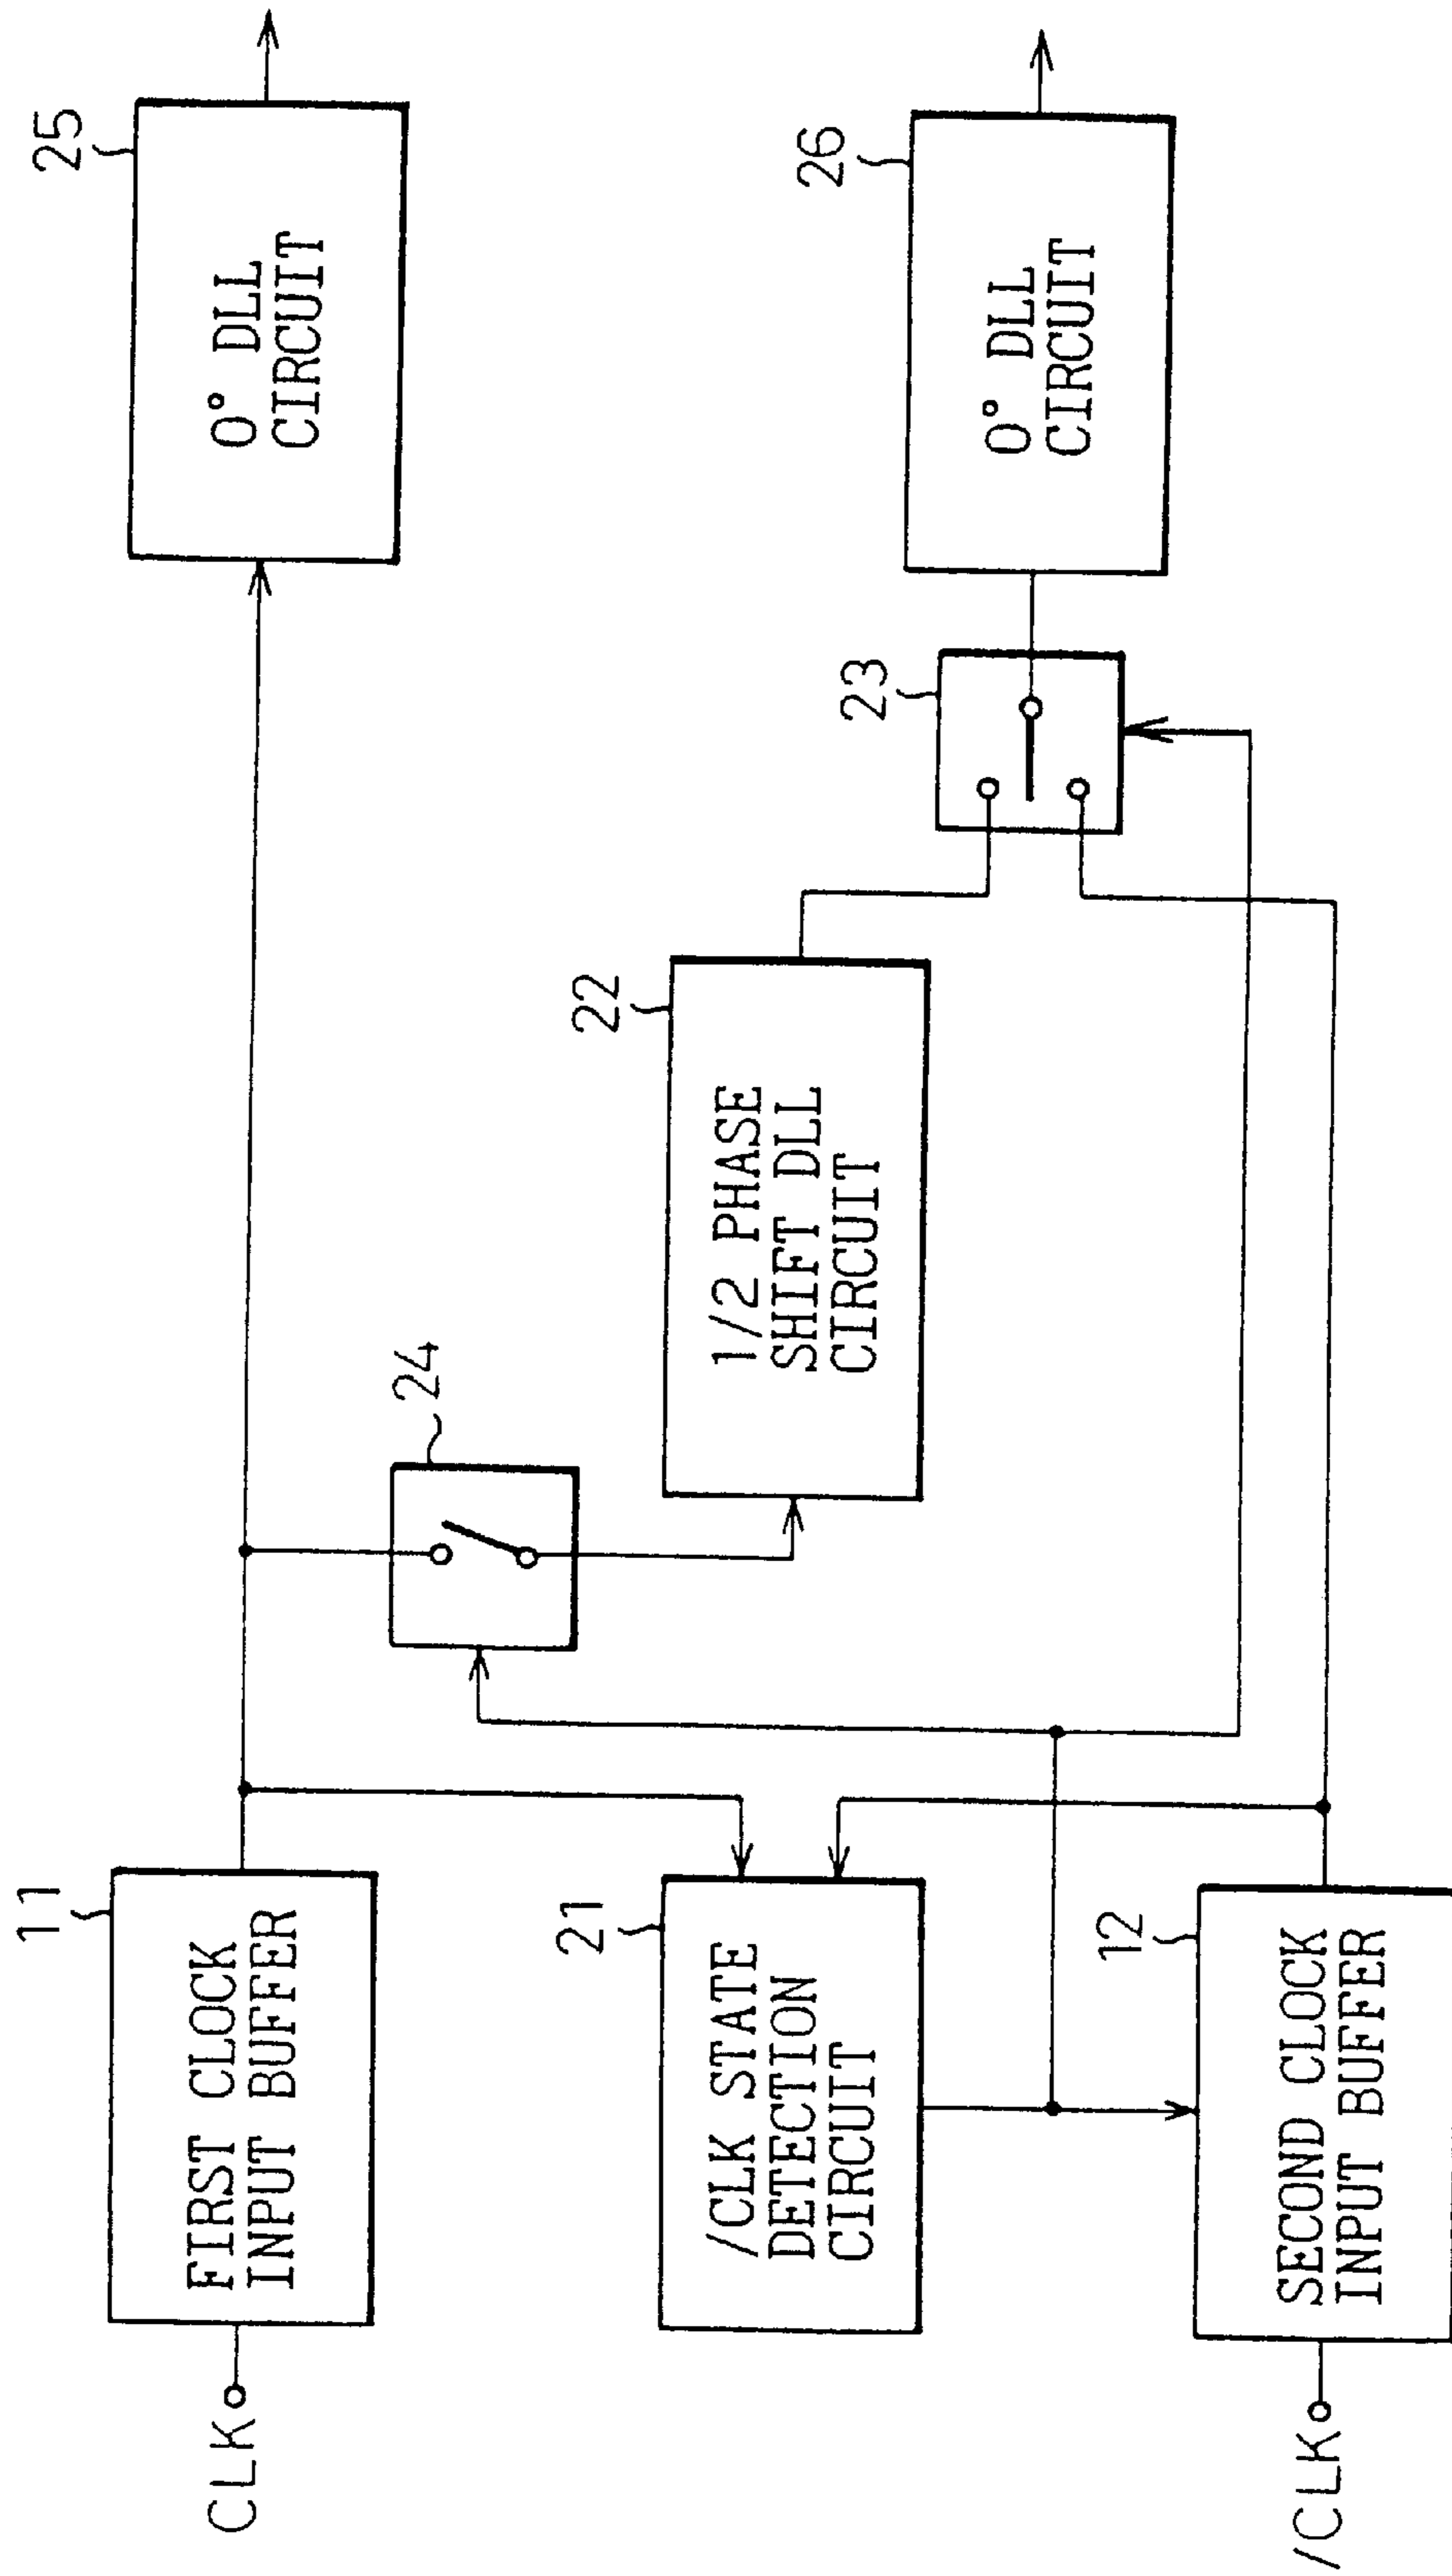 CLK
FIRST CLOCK
INPUT BUFFER
11
24
25
0° DLL
CIRCUIT
/CLK STATE
DETECTION
CIRCUIT
21
1/2 PHASE
SHIFT DLL
CIRCUIT
22
23
0° DLL
CIRCUIT
26
/CLK
SECOND CLOCK
INPUT BUFFER
12